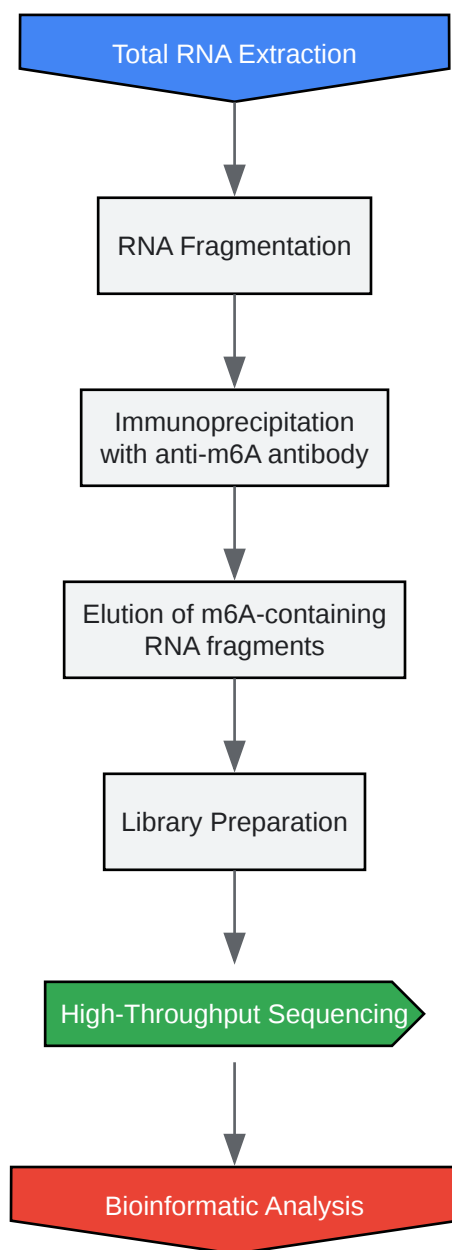 Total RNA Extraction
RNA Fragmentation
Immunoprecipitation
with anti-m6A antibody
Elution of m6A-containing
RNA fragments
Library Preparation
High-Throughput Sequencing
Bioinformatic Analysis